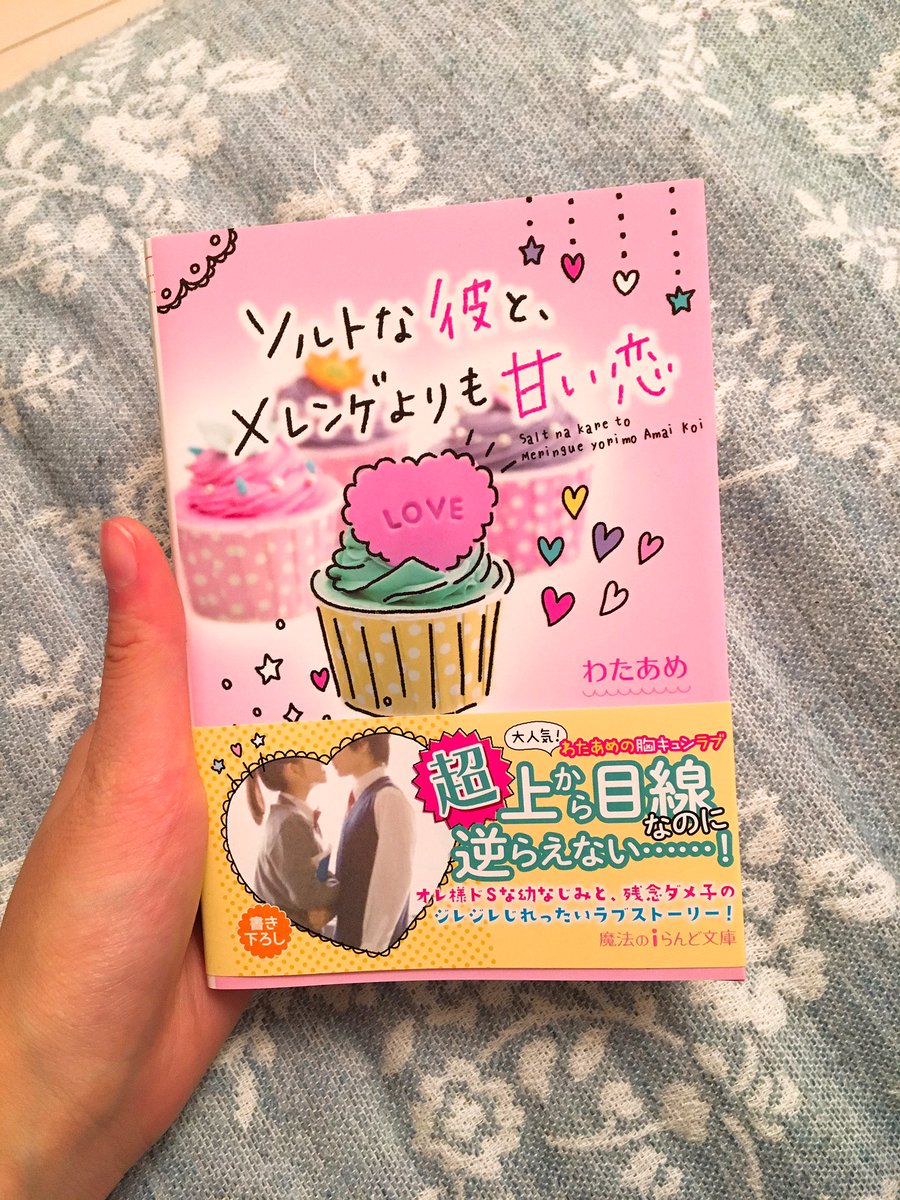 ソルトな彼と、
メレンゲよりも甘い恋
Salt na kare to
Meringue yorimo Amai Koi
LOVE
わたあめ
大人気！
わたあめの胸キュンラブ
超上から目線
なのに
逆らえない……！
オレ様ドSな幼なじみと、残念ダメ子の
ジレジレじれったいラブストーリー！
書き
下ろし
魔法のiらんど文庫